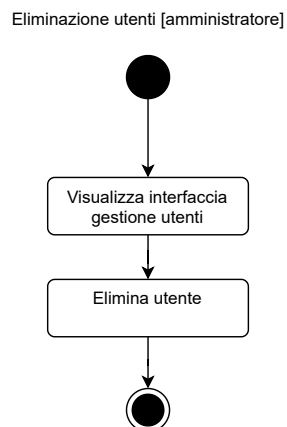 Eliminazione utenti [amministratore]
Visualizza interfaccia
gestione utenti
Elimina utente